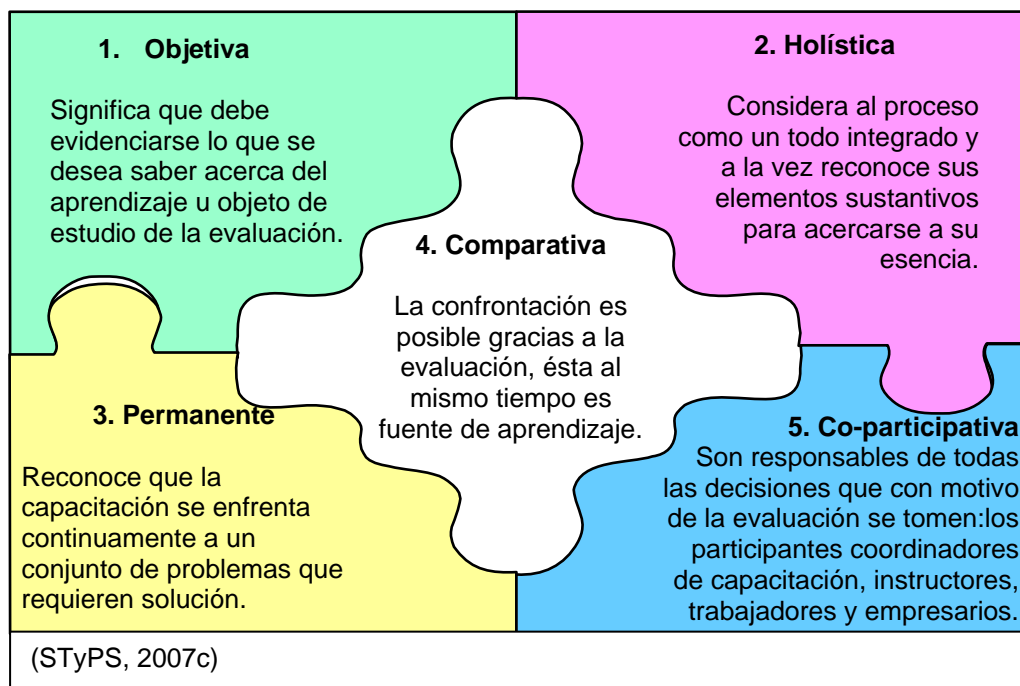 1. Objetiva
Significa que debe
evidenciarse lo que se
desea saber acerca del
aprendizaje u objeto de
estudio de la evaluación.
2. Holística
Considera al proceso
como un todo integrado y
a la vez reconoce sus
elementos sustantivos
para acercarse a su
esencia.
3. Permanente
Reconoce que la
capacitación se enfrenta
continuamente a un
conjunto de problemas que
requieren solución.
4. Comparativa
La confrontación es
posible gracias a la
evaluación, ésta al
mismo tiempo es
fuente de aprendizaje.
5. Co-participativa
Son responsables de todas
las decisiones que con motivo
de la evaluación se tomen:los
participantes coordinadores
de capacitación, instructores,
trabajadores y empresarios.
(STyPS, 2007c)